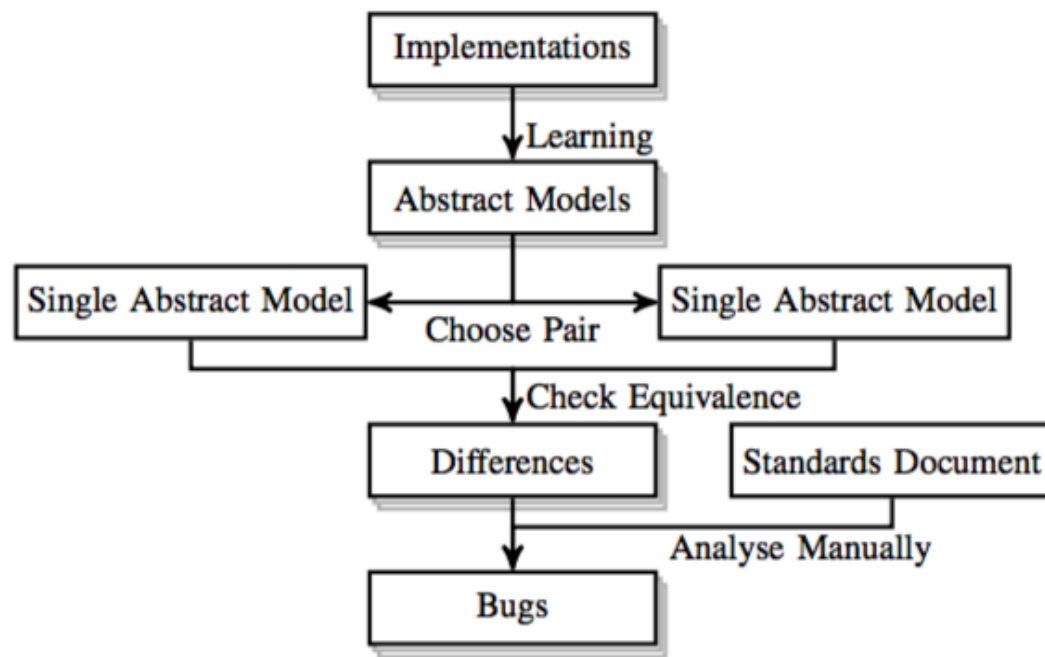 Implementations
Learning
Abstract Models
Single Abstract Model
Single Abstract Model
Choose Pair
Check Equivalence
Differences
Standards Document
Analyse Manually
Bugs